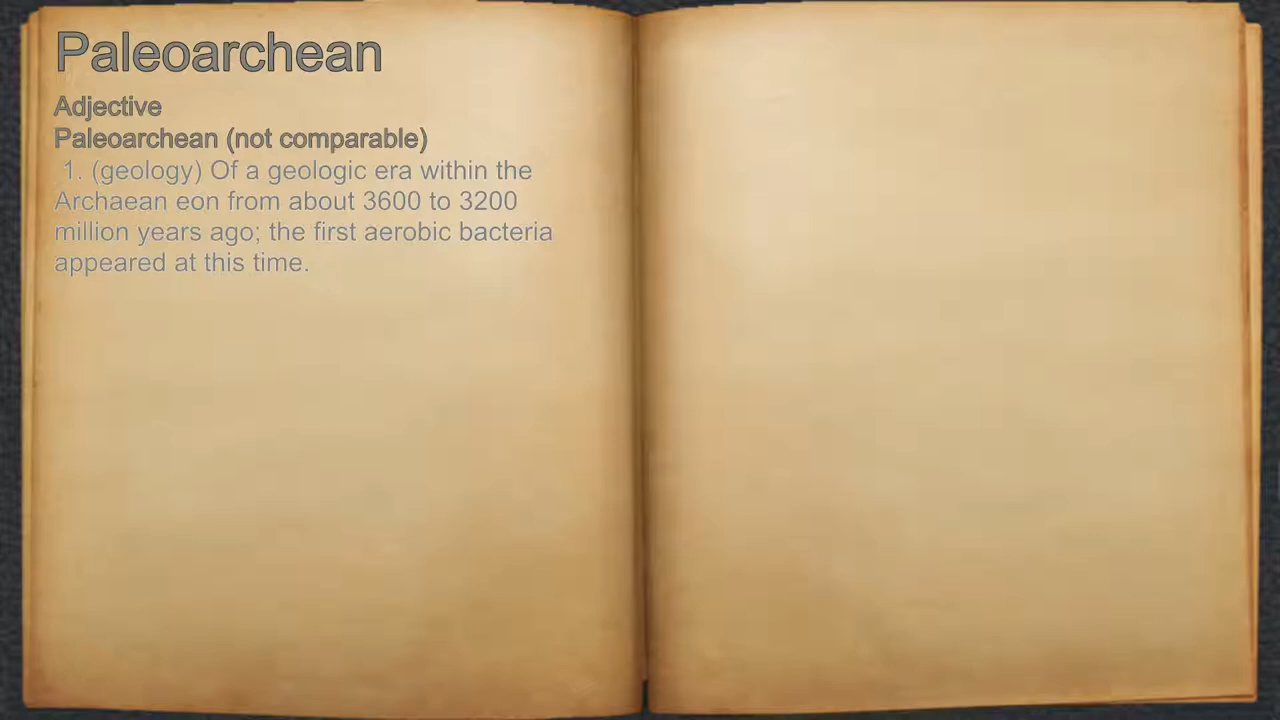 Paleoarchean
Adjective
Paleoarchean (not comparable)
1. (geology) Of a geologic era within the
Archaean eon from about 3600 to 3200
million years ago; the first aerobic bacteria
appeared at this time.